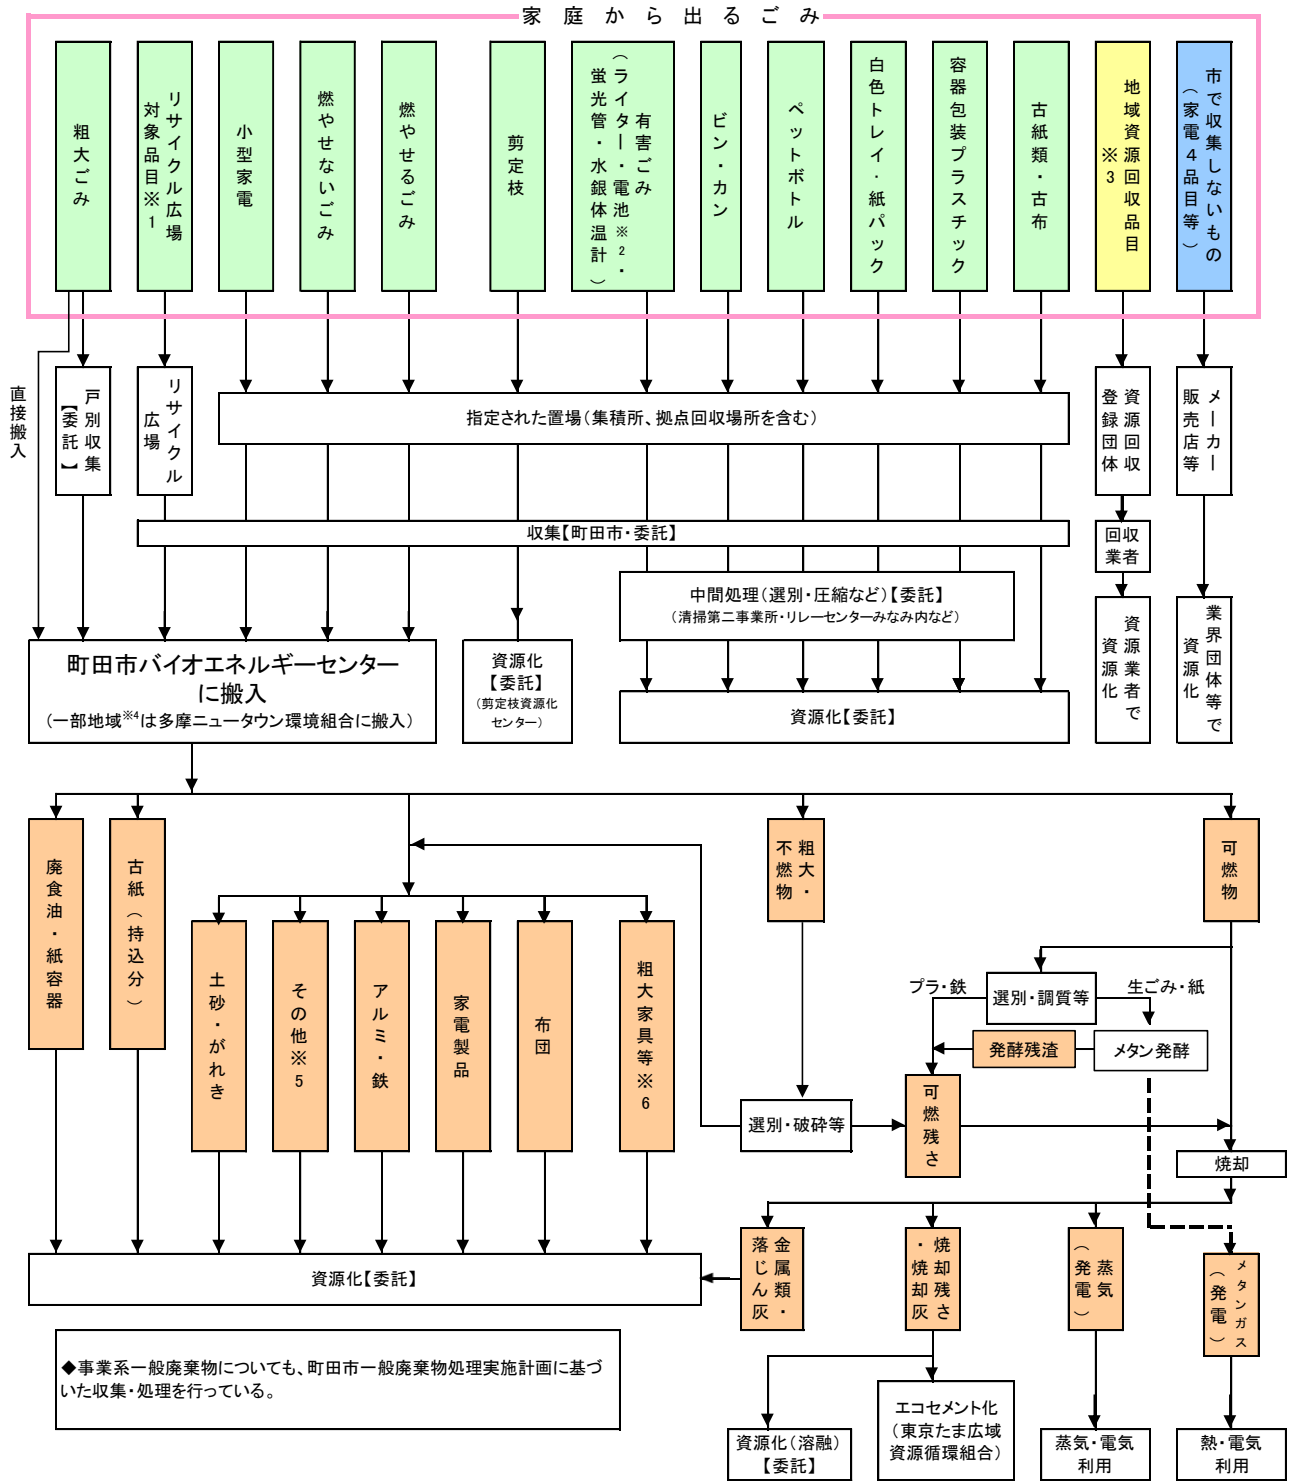 家庭から出るごみ
粗大ごみ
リサイクル広場
対象品目※1
小型家電
燃やせないごみ
燃やせるごみ
剪定枝
有害ごみ
（ライター・電池※2・
蛍光管・水銀体温計）
ビン・カン
ペットボトル
白色トレイ・紙パック
容器包装プラスチック
古紙類・古布
地域資源回収品目
※3
市で収集しないもの
（家電４品目等）
直接搬入
戸別収集
【委託】
リサイクル
広場
指定された置場（集積所、拠点回収場所を含む）
資源回収
登録団体
メーカー
販売店等
収集【町田市・委託】
回収
業者
中間処理（選別・圧縮など）【委託】
（清掃第二事業所・リレーセンターみなみ内など）
町田市バイオエネルギーセンター
に搬入
（一部地域※4は多摩ニュータウン環境組合に搬入）
資源化
【委託】
（剪定枝資源化
センター）
資源化【委託】
資源業者で
資源化
業界団体等で
資源化
廃食油・紙容器
古紙（持込分）
粗大・
不燃物
可燃物
土砂・がれき
その他※5
アルミ・鉄
家電製品
布団
粗大家具等※6
プラ・鉄
選別・調質等
生ごみ・紙
発酵残渣
メタン発酵
可燃残さ
選別・破砕等
焼却
資源化【委託】
金属類・
落じん灰
焼却残さ
・焼却灰
蒸気
（発電）
メタンガス
（発電）
◆事業系一般廃棄物についても、町田市一般廃棄物処理実施計画に基づ
いた収集・処理を行っている。
資源化（溶融）
【委託】
エコセメント化
（東京たま広域
資源循環組合）
蒸気・電気
利用
熱・電気
利用